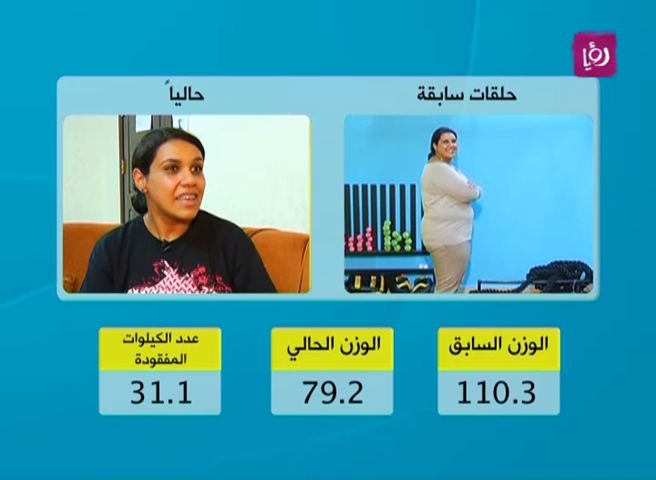 رؤيا
حلقات سابقة
حالياً
الوزن السابق
110.3
الوزن الحالي
79.2
عدد الكيلوات
المفقودة
31.1